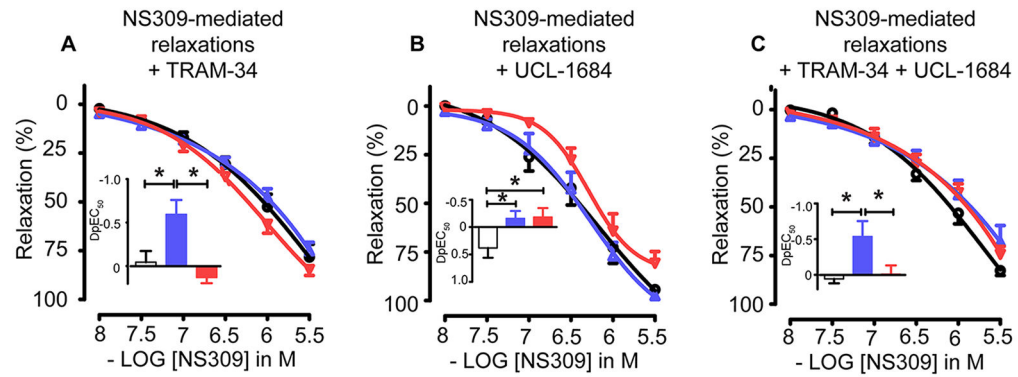 A
NS309-mediated
relaxations
+ TRAM-34
Relaxation (%)
0
25
50
75
100
DpEC50
-1.0
-0.5
0
*
*
8
7.5
7
6.5
6
5.5
- LOG [NS309] in M
B
NS309-mediated
relaxations
+ UCL-1684
Relaxation (%)
0
25
50
75
100
DpEC50
-0.5
0.0
0.5
1.0
*
*
8
7.5
7
6.5
6
5.5
- LOG [NS309] in M
C
NS309-mediated
relaxations
+ TRAM-34 + UCL-1684
Relaxation (%)
0
25
50
75
100
DpEC50
-1.0
-0.5
0
*
*
8
7.5
7
6.5
6
5.5
- LOG [NS309] in M